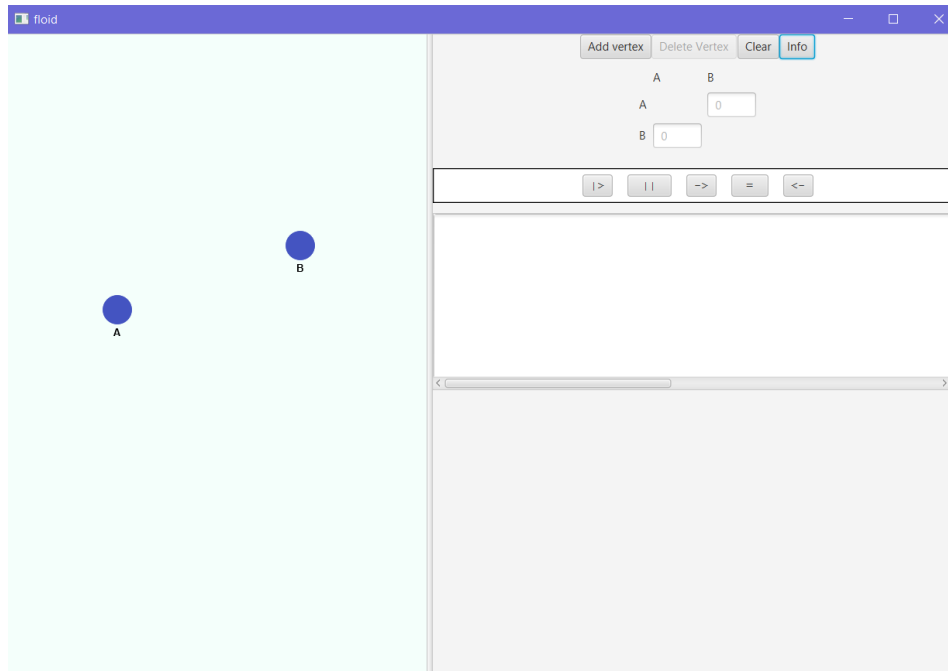 floid
Add vertex Delete Vertex Clear Info
A B
A 0
B 0
|> || -> = <-
B
A